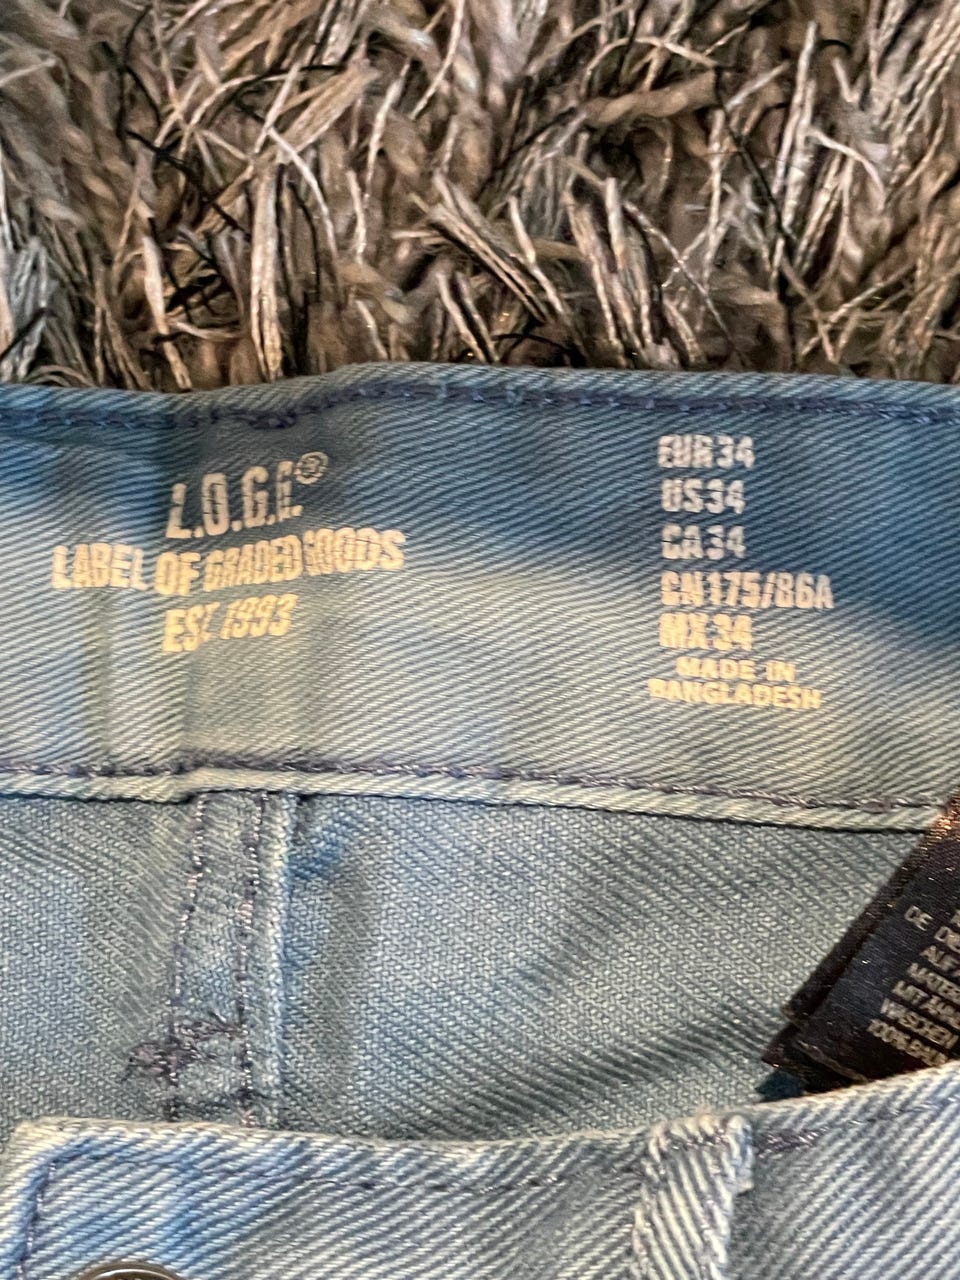 L.O.G.G.®
LABEL OF GRADED GOODS
EST. 1993
EUR 34
US 34
CA 34
CN 175/86A
MX 34
MADE IN
BANGLADESH
DE